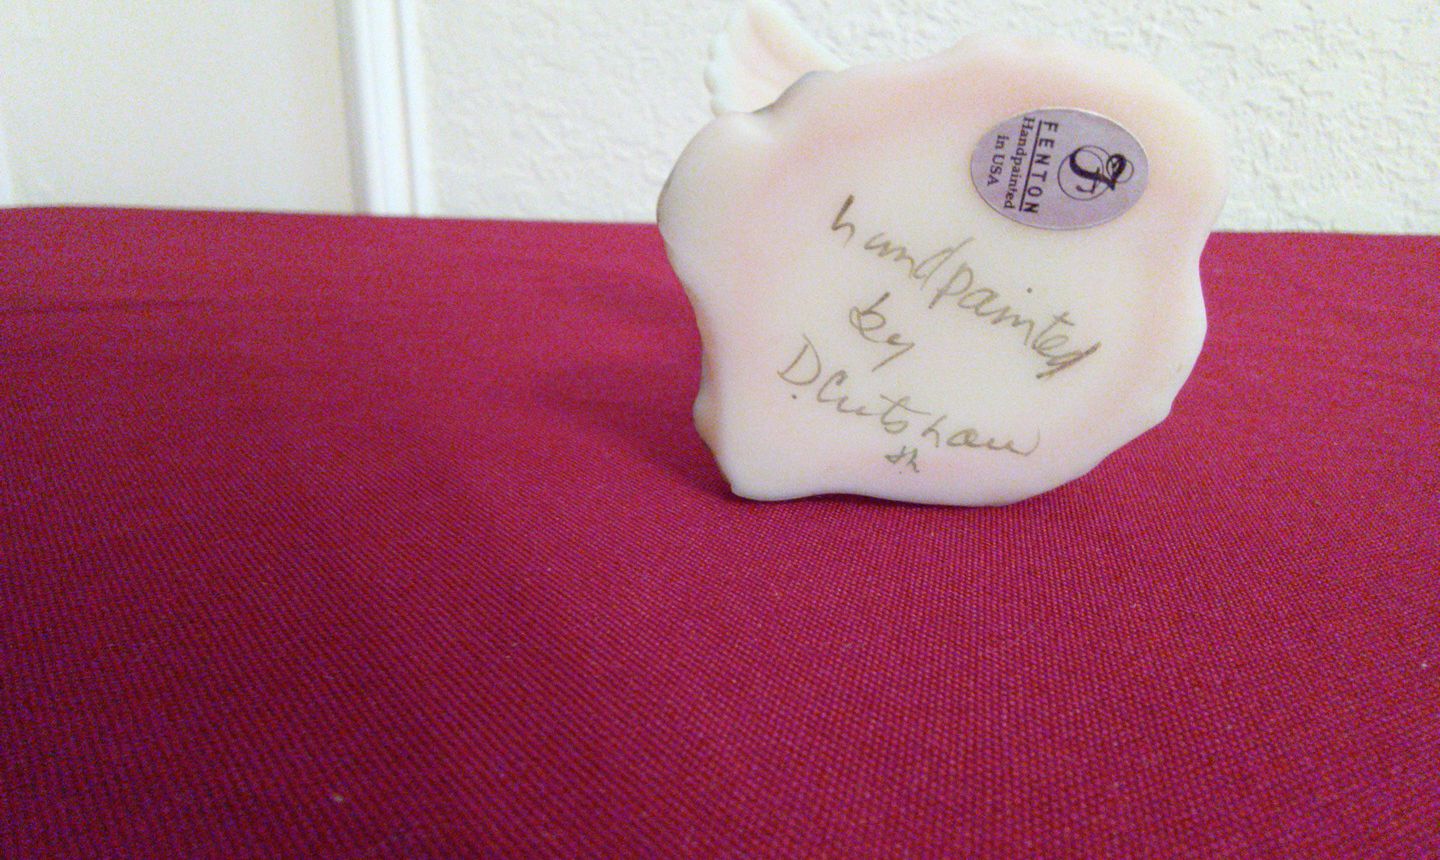 F
FENTON
Handpainted
in USA
handpainted
by
D. Cutshaw